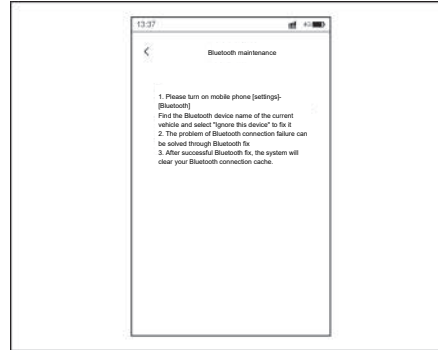 13:37
Bluetooth maintenance
1. Please turn on mobile phone [settings]-
[Bluetooth]
Find the Bluetooth device name of the current
vehicle and select "Ignore this device" to fix it
2. The problem of Bluetooth connection failure can
be solved through Bluetooth fix
3. After successful Bluetooth fix, the system will
clear your Bluetooth connection cache.